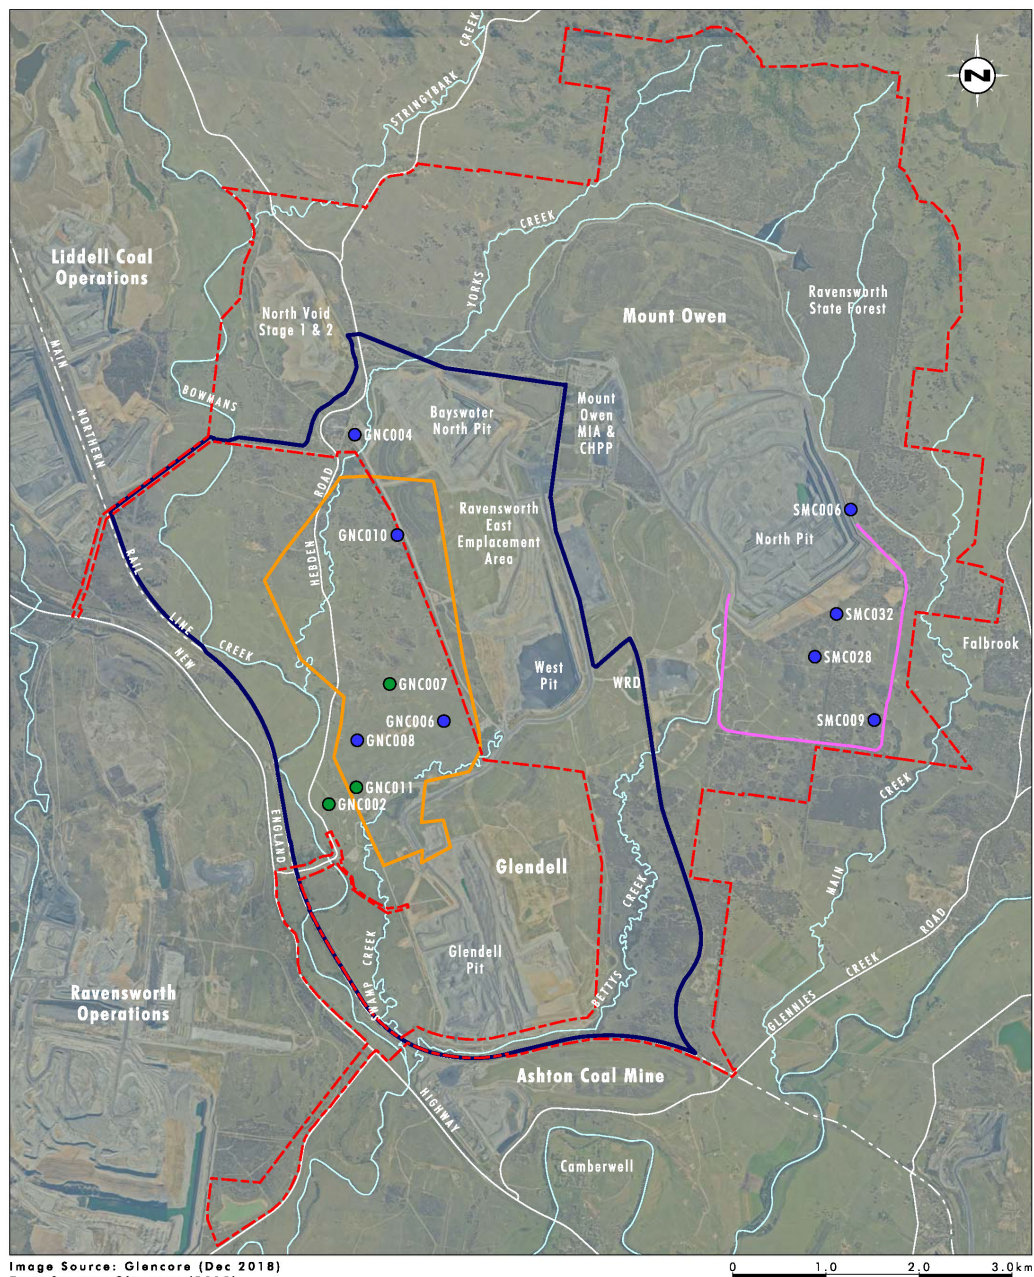 CREEK
STRINGYBARK
N
CREEK
YORKS
Liddell Coal
Operations
North Void
Stage 1 & 2
Mount Owen
Ravensworth
State Forest
MAIN
NORTHERN
RAIL
LINE
BOWMANS
CREEK
Bayswater
North Pit
Mount
Owen
MIA &
CHPP
GNC004
HEBDEN
ROAD
Ravensworth
East
Emplacement
Area
GNC010
SMC006
North Pit
SMC032
SMC028
SMC009
Falbrook
NEW
ENGLAND
HIGHWAY
West
Pit
WRD
GNC007
GNC006
GNC008
GNC011
GNC002
Glendell
Glendell
Pit
SWAMP CREEK
BETTYS
CREEK
MAIN
CREEK
GLENNIES
CREEK
ROAD
Ravensworth
Operations
Ashton Coal Mine
Camberwell
Image Source: Glencore (Dec 2018)
0 1.0 2.0 3.0km